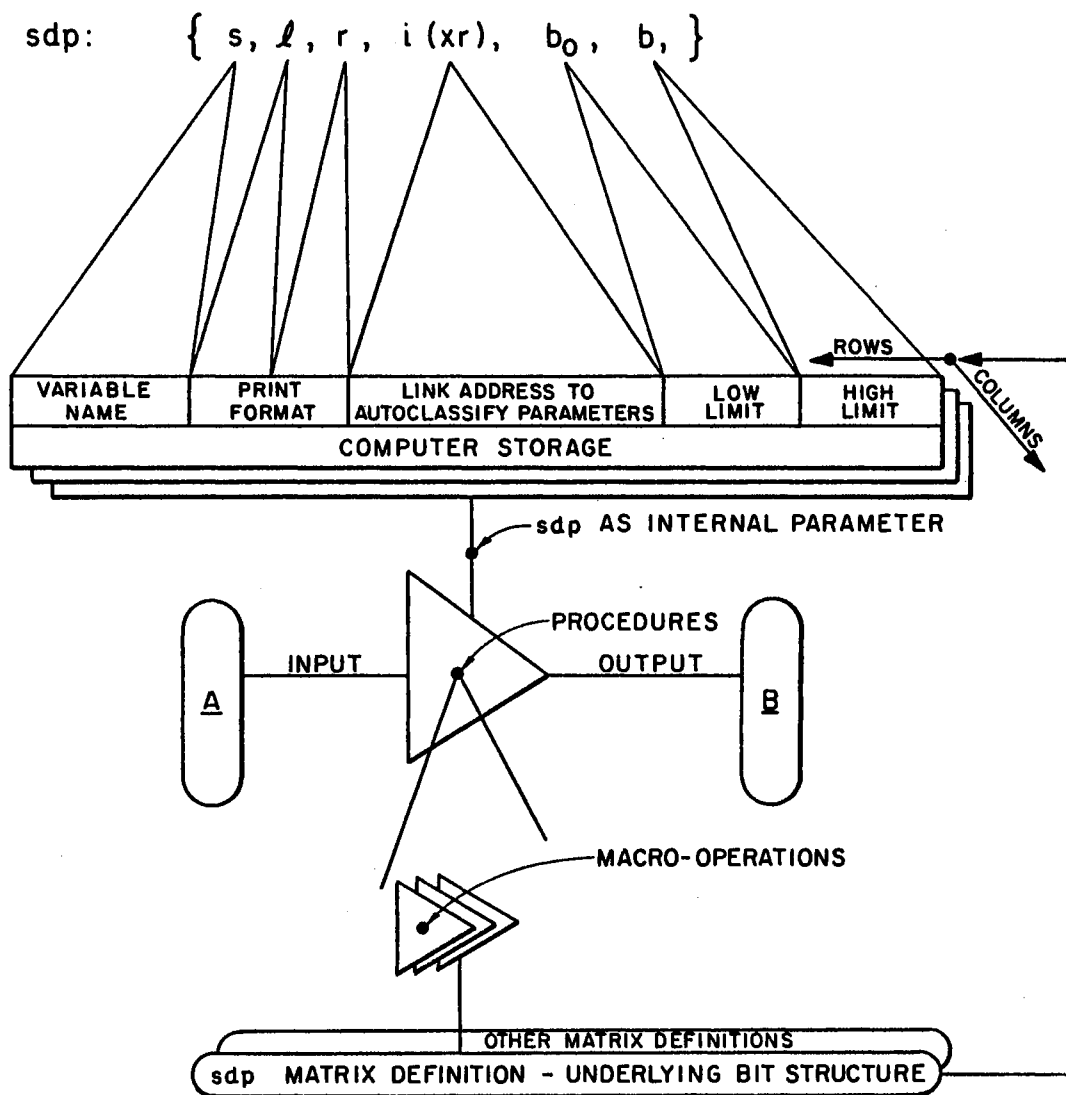 sdp: { s, ℓ, r, i (xr), b₀, b, }
ROWS
COLUMNS
VARIABLE NAME
PRINT FORMAT
LINK ADDRESS TO AUTOCLASSIFY PARAMETERS
LOW LIMIT
HIGH LIMIT
COMPUTER STORAGE
sdp AS INTERNAL PARAMETER
PROCEDURES
INPUT
OUTPUT
A
B
MACRO-OPERATIONS
OTHER MATRIX DEFINITIONS
sdp MATRIX DEFINITION - UNDERLYING BIT STRUCTURE